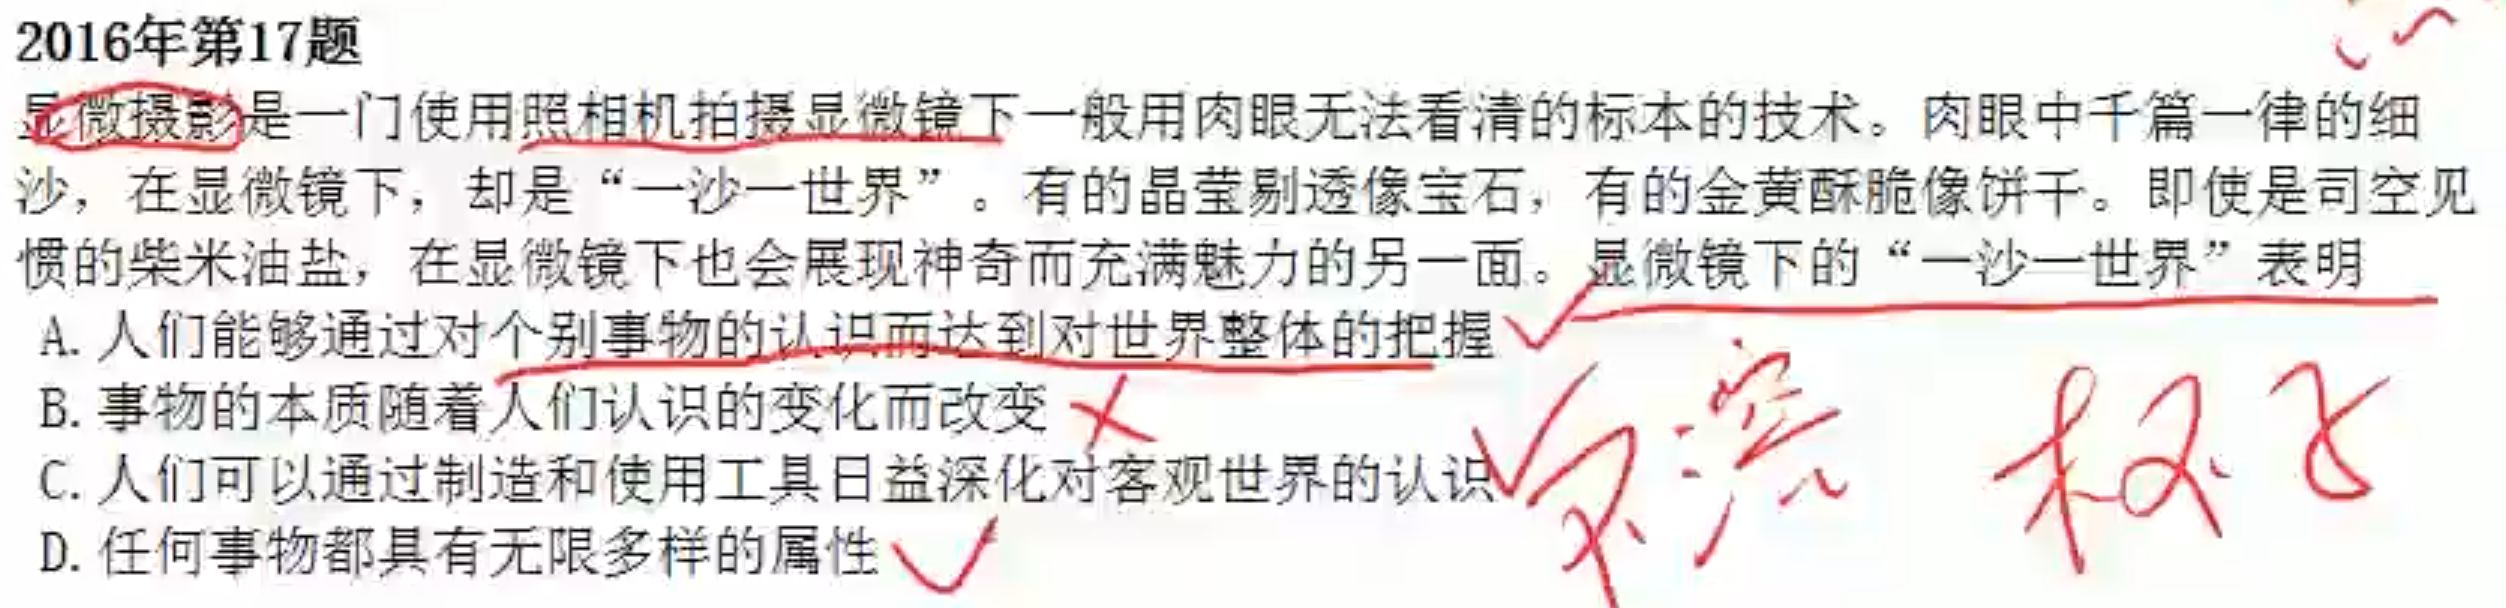 2016年第17题
显微摄影是一门使用照相机拍摄显微镜下一般用肉眼无法看清的标本的技术。肉眼中千篇一律的细
沙，在显微镜下，却是“一沙一世界”。有的晶莹剔透像宝石，有的金黄酥脆像饼干。即使是司空见
惯的柴米油盐，在显微镜下也会展现神奇而充满魅力的另一面。显微镜下的“一沙一世界”表明
A. 人们能够通过对个别事物的认识而达到对世界整体的把握
B. 事物的本质随着人们认识的变化而改变
C. 人们可以通过制造和使用工具日益深化对客观世界的认识
D. 任何事物都具有无限多样的属性